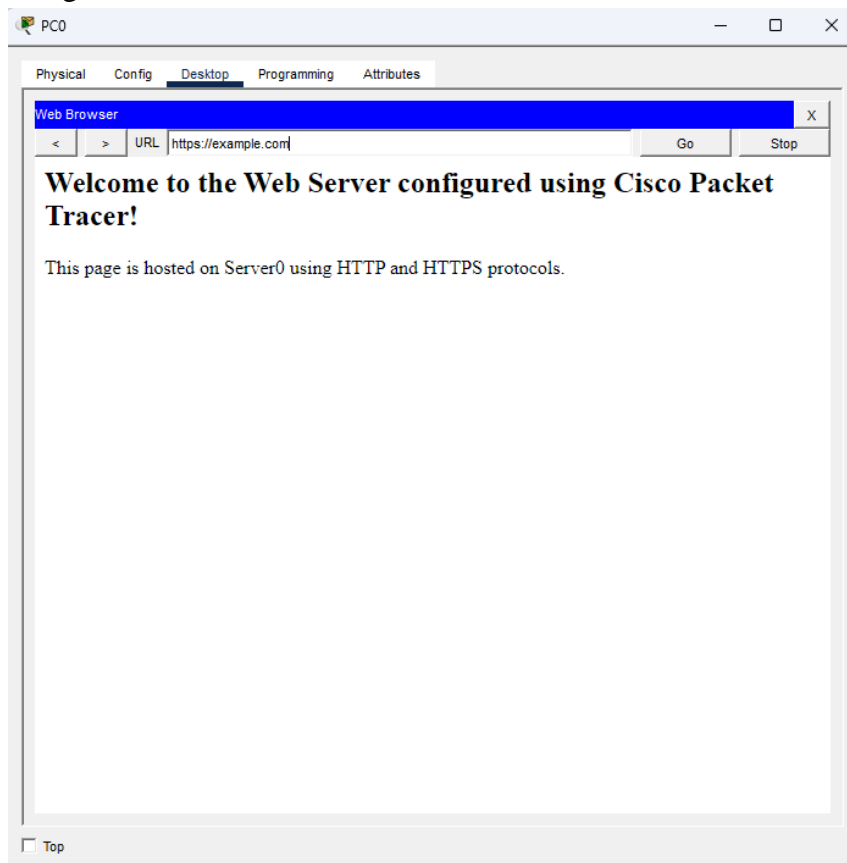 PC0
Physical Config Desktop Programming Attributes
Web Browser X
< > URL https://example.com Go Stop
Welcome to the Web Server configured using Cisco Packet
Tracer!
This page is hosted on Server0 using HTTP and HTTPS protocols.
Top